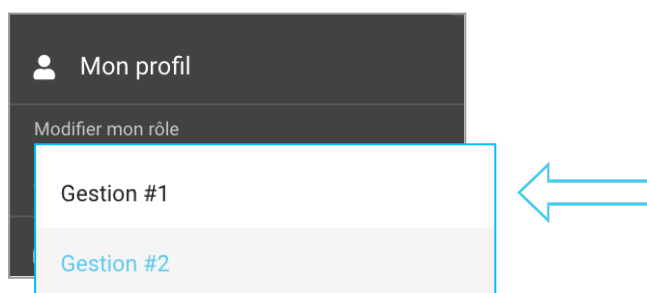 Mon profil
Modifier mon rôle
Gestion #1
Gestion #2